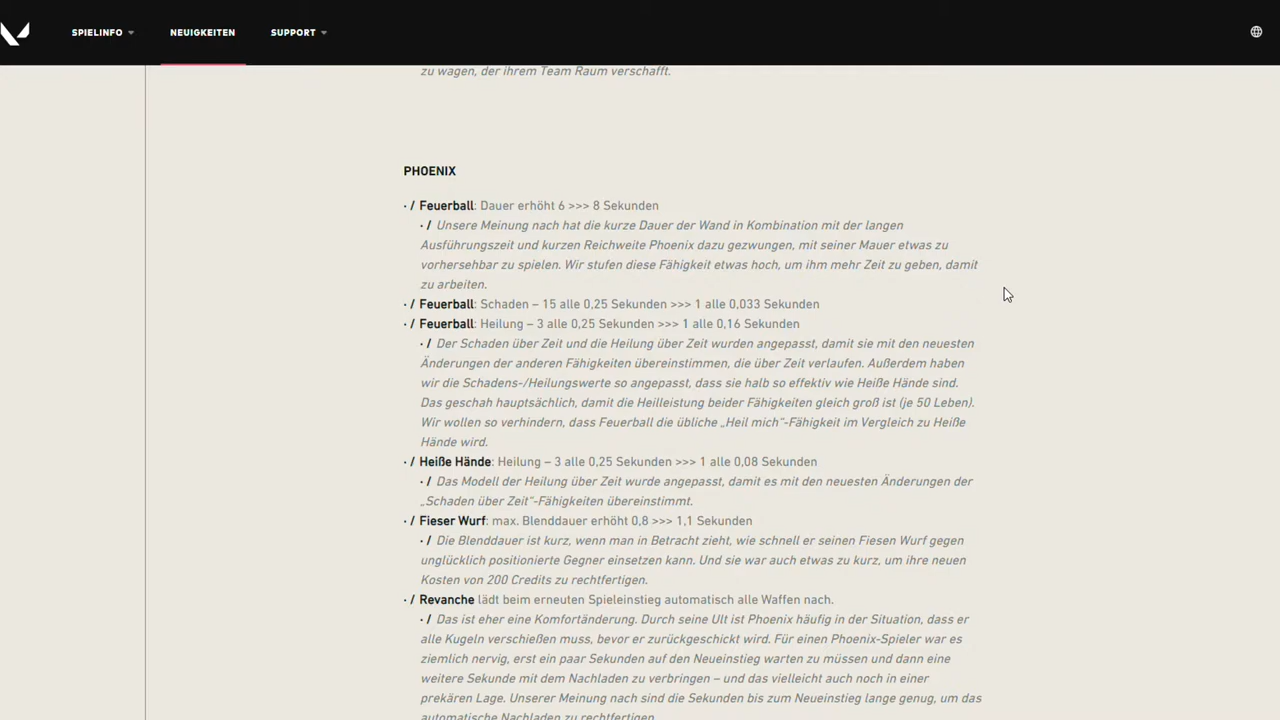 SPIELINFO NEUIGKEITEN SUPPORT
zu wagen, der ihrem Team Raum verschafft.
PHOENIX
· / Feuerball: Dauer erhöht 6 >>> 8 Sekunden
· / Unsere Meinung nach hat die kurze Dauer der Wand in Kombination mit der langen
Ausführungszeit und kurzen Reichweite Phoenix dazu gezwungen, mit seiner Mauer etwas zu
vorhersehbar zu spielen. Wir stufen diese Fähigkeit etwas hoch, um ihm mehr Zeit zu geben, damit
zu arbeiten.
· / Feuerball: Schaden – 15 alle 0,25 Sekunden >>> 1 alle 0,033 Sekunden
· / Feuerball: Heilung – 3 alle 0,25 Sekunden >>> 1 alle 0,16 Sekunden
· / Der Schaden über Zeit und die Heilung über Zeit wurden angepasst, damit sie mit den neuesten
Änderungen der anderen Fähigkeiten übereinstimmen, die über Zeit verlaufen. Außerdem haben
wir die Schadens-/Heilungswerte so angepasst, dass sie halb so effektiv wie Heiße Hände sind.
Das geschah hauptsächlich, damit die Heilleistung beider Fähigkeiten gleich groß ist (je 50 Leben).
Wir wollen so verhindern, dass Feuerball die übliche „Heil mich“-Fähigkeit im Vergleich zu Heiße
Hände wird.
· / Heiße Hände: Heilung – 3 alle 0,25 Sekunden >>> 1 alle 0,08 Sekunden
· / Das Modell der Heilung über Zeit wurde angepasst, damit es mit den neuesten Änderungen der
„Schaden über Zeit“-Fähigkeiten übereinstimmt.
· / Fieser Wurf: max. Blenddauer erhöht 0,8 >>> 1,1 Sekunden
· / Die Blenddauer ist kurz, wenn man in Betracht zieht, wie schnell er seinen Fiesen Wurf gegen
unglücklich positionierte Gegner einsetzen kann. Und sie war auch etwas zu kurz, um ihre neuen
Kosten von 200 Credits zu rechtfertigen.
· / Revanche lädt beim erneuten Spieleinstieg automatisch alle Waffen nach.
· / Das ist eher eine Komfortänderung. Durch seine Ult ist Phoenix häufig in der Situation, dass er
alle Kugeln verschießen muss, bevor er zurückgeschickt wird. Für einen Phoenix-Spieler war es
ziemlich nervig, erst ein paar Sekunden auf den Neueinstieg warten zu müssen und dann eine
weitere Sekunde mit dem Nachladen zu verbringen – und das vielleicht auch noch in einer
prekären Lage. Unserer Meinung nach sind die Sekunden bis zum Neueinstieg lange genug, um das
automatische Nachladen zu rechtfertigen.